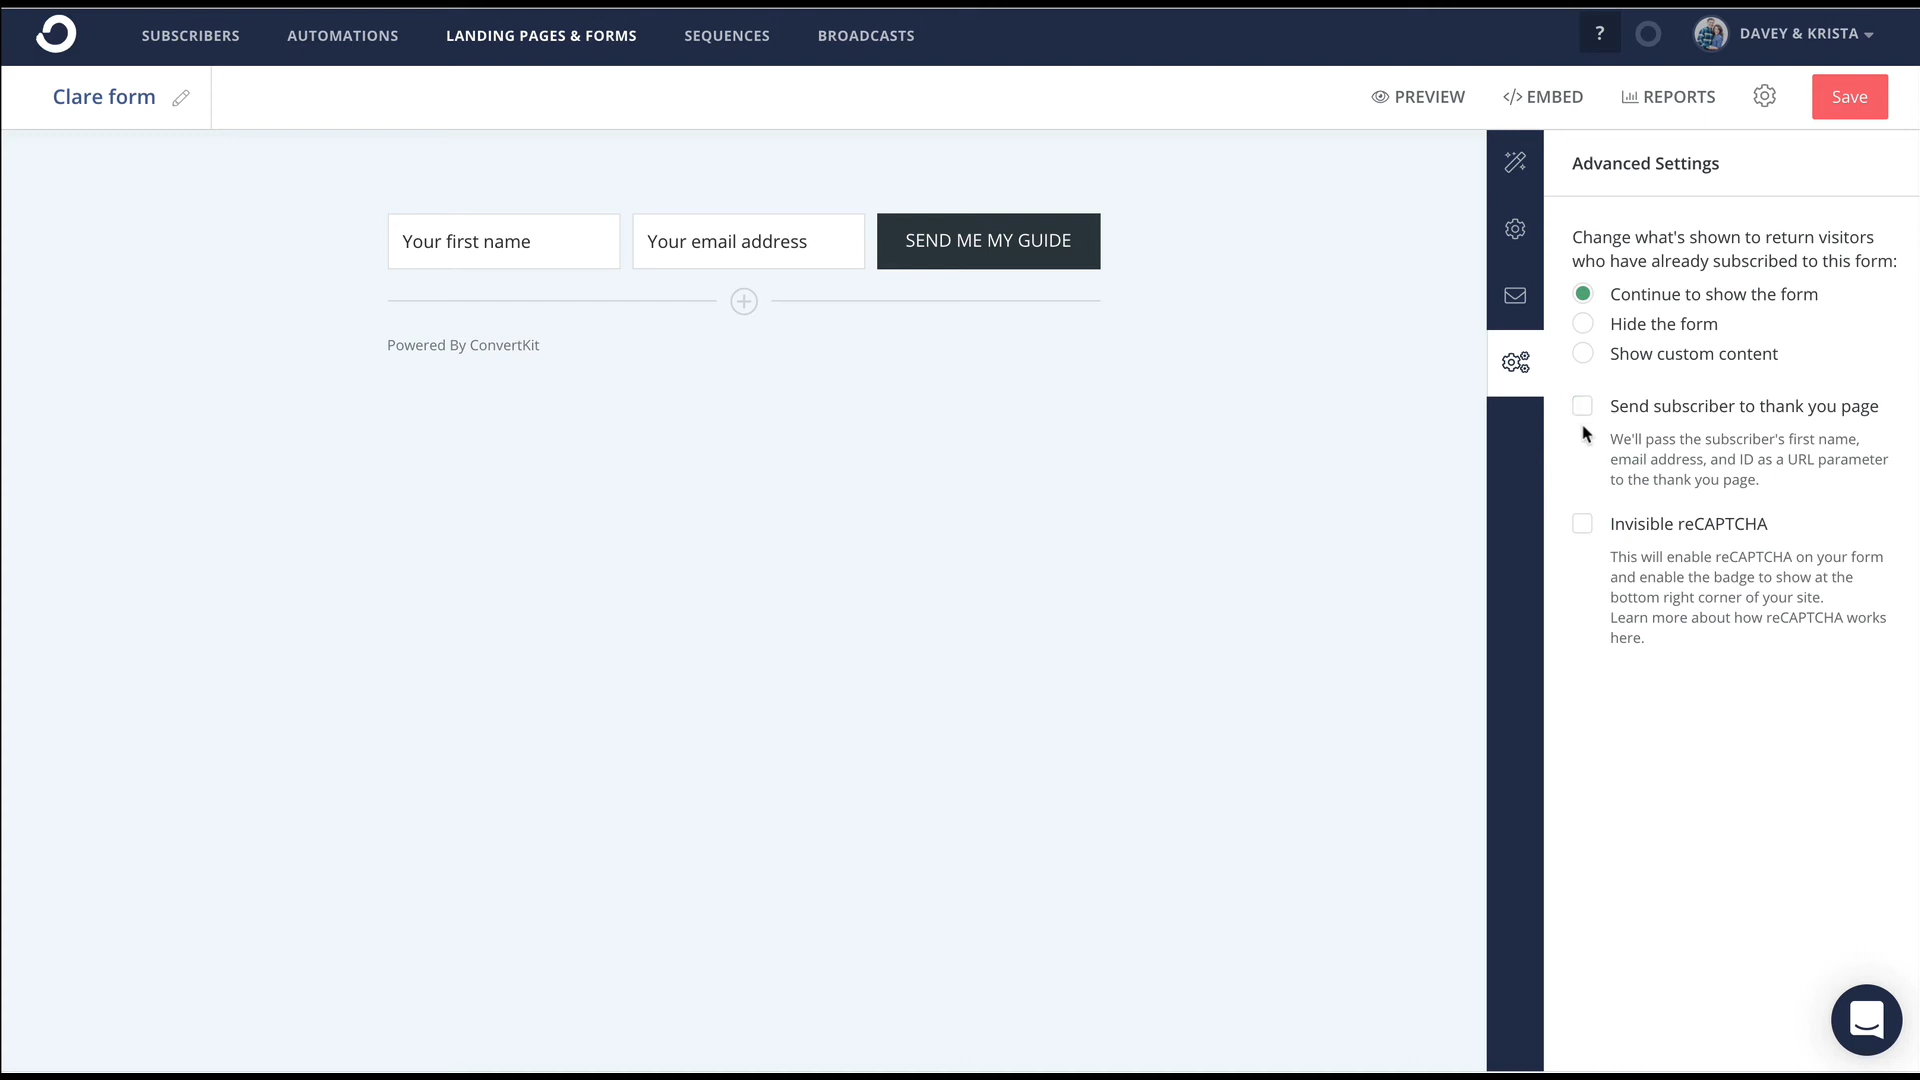 SUBSCRIBERS AUTOMATIONS LANDING PAGES & FORMS SEQUENCES BROADCASTS ? DAVEY & KRISTA
Clare form PREVIEW </> EMBED REPORTS Save
Advanced Settings
Change what's shown to return visitors
who have already subscribed to this form:
Continue to show the form
Hide the form
Show custom content
Send subscriber to thank you page
We'll pass the subscriber's first name,
email address, and ID as a URL parameter
to the thank you page.
Invisible reCAPTCHA
This will enable reCAPTCHA on your form
and enable the badge to show at the
bottom right corner of your site.
Learn more about how reCAPTCHA works
here.
Your first name Your email address SEND ME MY GUIDE
Powered By ConvertKit